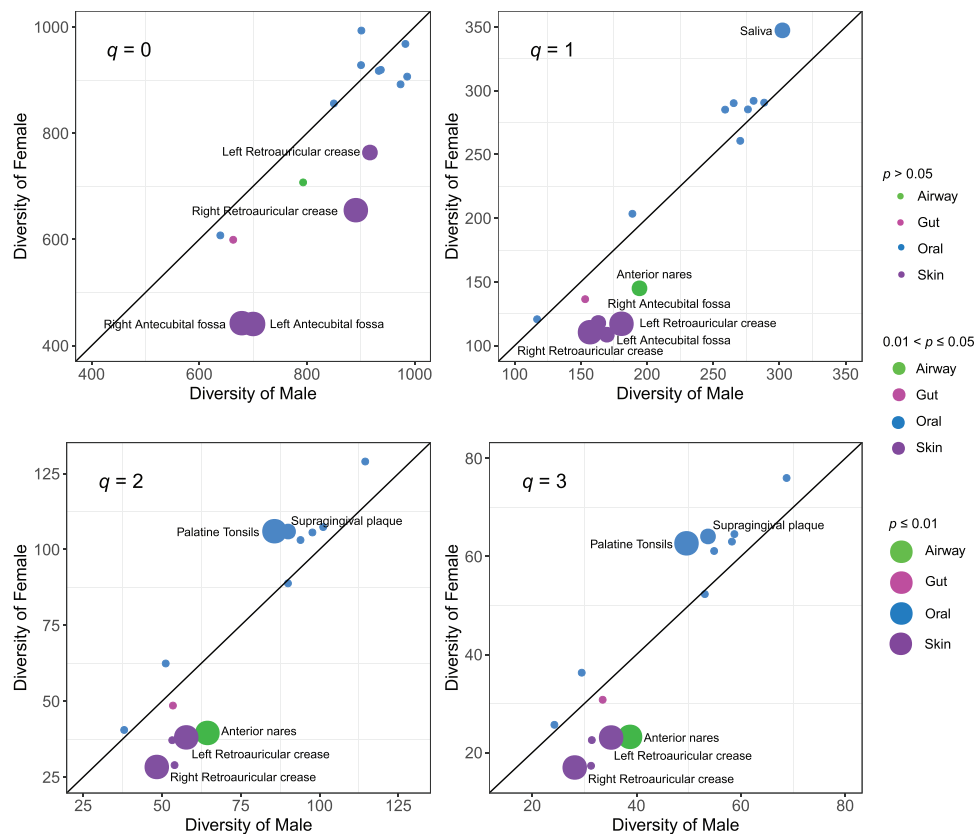 q = 0
1000
800
600
400
Diversity of Female
Left Retroauricular crease
Right Retroauricular crease
Right Antecubital fossa
Left Antecubital fossa
400
600
800
1000
Diversity of Male
q = 1
350
300
250
200
150
100
Diversity of Female
Saliva
Anterior nares
Right Antecubital fossa
Left Retroauricular crease
Left Antecubital fossa
Right Retroauricular crease
100
150
200
250
300
350
Diversity of Male
p > 0.05
Airway
Gut
Oral
Skin
0.01 < p ≤ 0.05
Airway
Gut
Oral
Skin
p ≤ 0.01
Airway
Gut
Oral
Skin
q = 2
125
100
75
50
25
Diversity of Female
Supragingival plaque
Palatine Tonsils
Anterior nares
Left Retroauricular crease
Right Retroauricular crease
25
50
75
100
125
Diversity of Male
q = 3
80
60
40
20
Diversity of Female
Supragingival plaque
Palatine Tonsils
Anterior nares
Left Retroauricular crease
Right Retroauricular crease
20
40
60
80
Diversity of Male